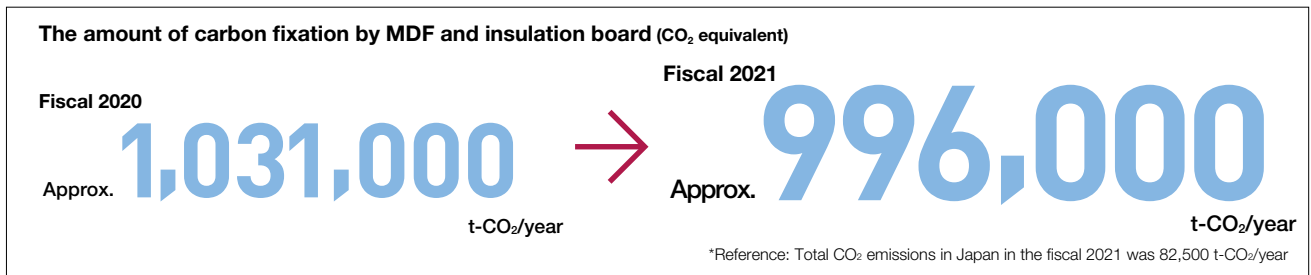 The amount of carbon fixation by MDF and insulation board (CO₂ equivalent)
Fiscal 2020
Approx. 1,031,000
t-CO₂/year
Fiscal 2021
Approx. 996,000
t-CO₂/year
*Reference: Total CO₂ emissions in Japan in the fiscal 2021 was 82,500 t-CO₂/year